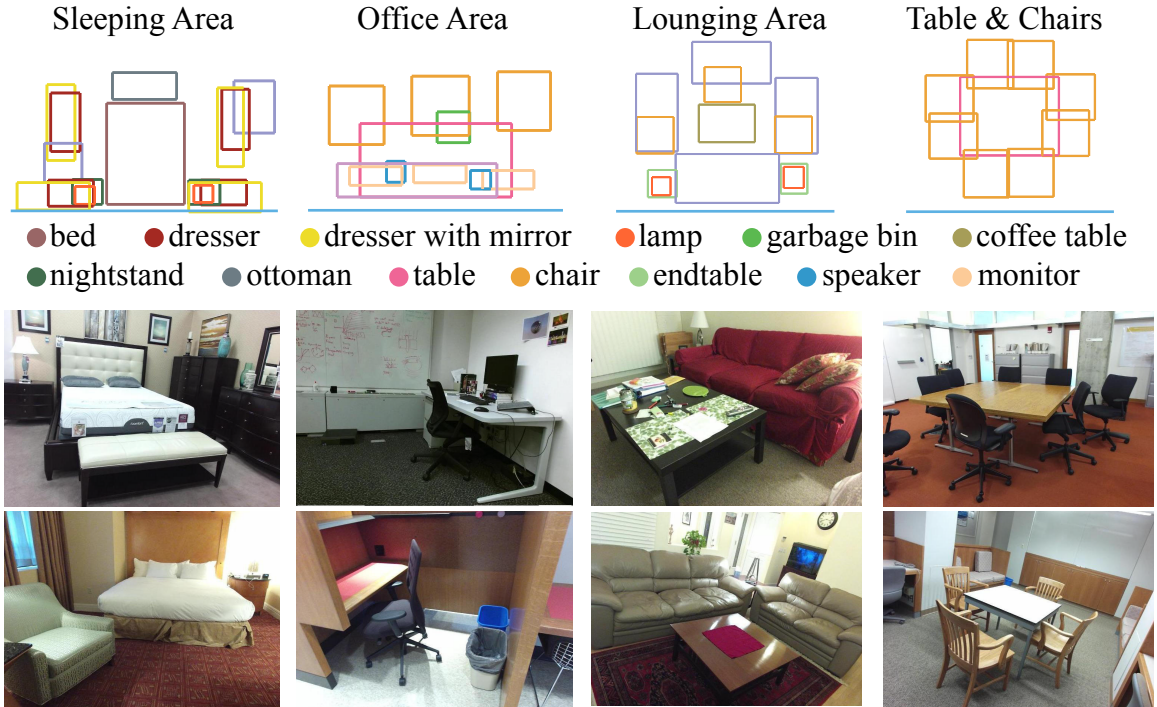 Sleeping Area
Office Area
Lounging Area
Table & Chairs
bed
dresser
dresser with mirror
lamp
garbage bin
coffee table
nightstand
ottoman
table
chair
endtable
speaker
monitor